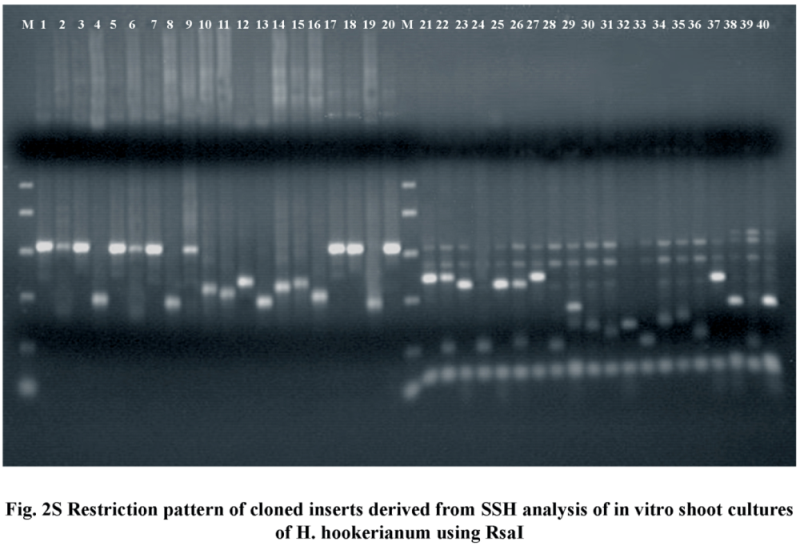 M 1 2 3 4 5 6 7 8 9 10 11 12 13 14 15 16 17 18 19 20 M 21 22 23 24 25 26 27 28 29 30 31 32 33 34 35 36 37 38 39 40
Fig. 2S Restriction pattern of cloned inserts derived from SSH analysis of in vitro shoot cultures
of H. hookerianum using RsaI